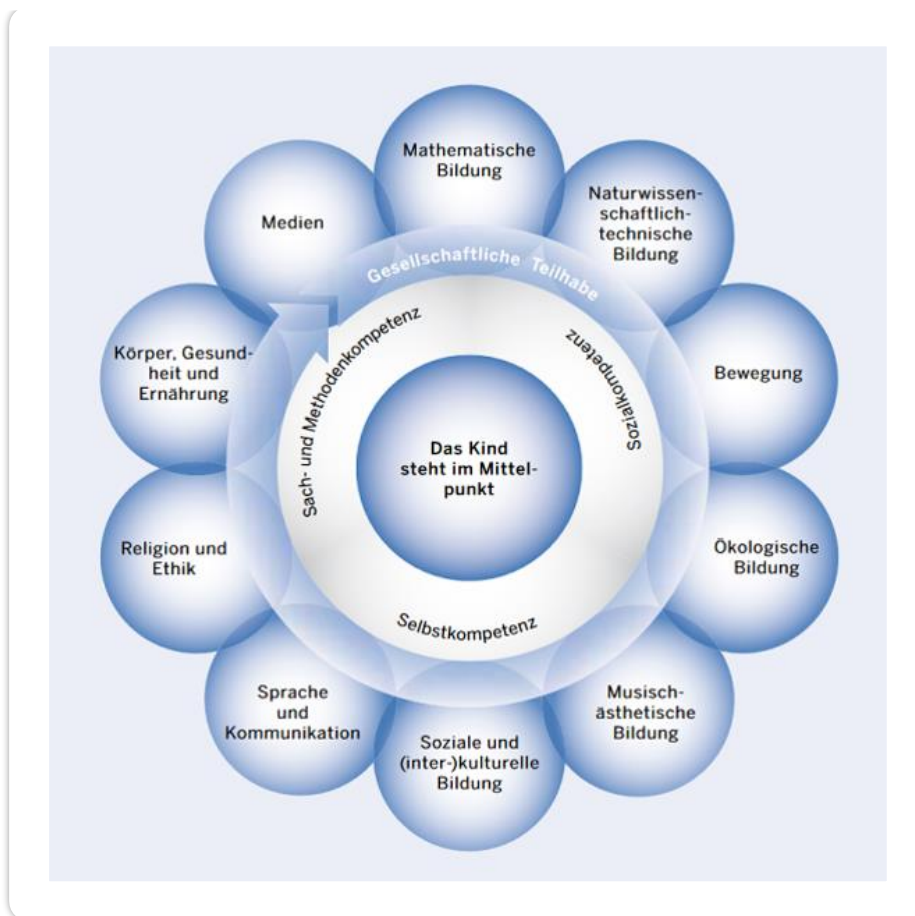 Mathematische
Bildung
Naturwissen-
schaftlich-
technische
Bildung
Medien
Gesellschaftliche Teilhabe
Sach- und Methodenkompetenz
Sozialkompetenz
Körper, Gesund-
heit und
Ernährung
Bewegung
Das Kind
steht im Mittel-
punkt
Religion und
Ethik
Ökologische
Bildung
Selbstkompetenz
Sprache
und
Kommunikation
Musisch-
ästhetische
Bildung
Soziale und
(inter-)kulturelle
Bildung